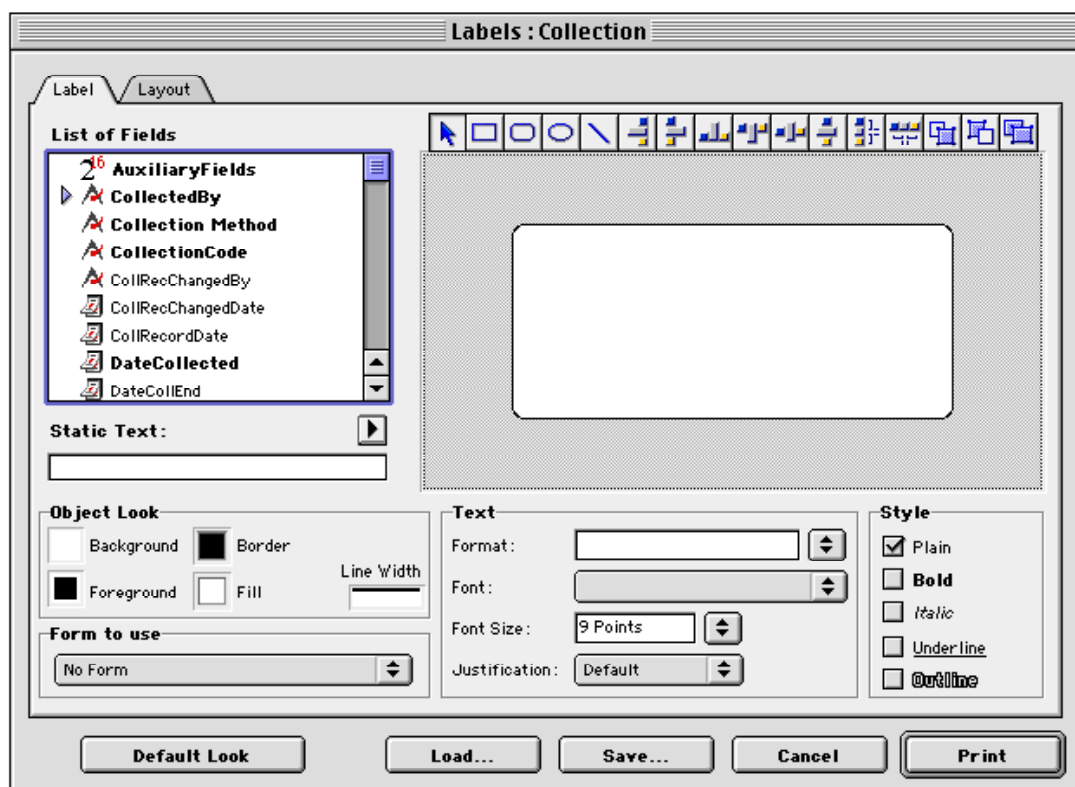 Labels : Collection
Label
Layout
List of Fields
2 16 AuxiliaryFields
CollectedBy
Collection Method
CollectionCode
CollRecChangedBy
CollRecChangedDate
CollRecordDate
DateCollected
DateCollEnd
Static Text:
Object Look
Background
Border
Foreground
Fill
Line Width
Form to use
No Form
Text
Format:
Font:
Font Size:
9 Points
Justification:
Default
Style
Plain
Bold
Italic
Underline
Outline
Default Look
Load...
Save...
Cancel
Print